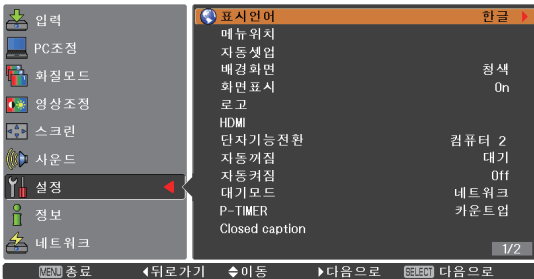 입력
PC조정
화질모드
영상조정
스크린
사운드
설정
정보
네트워크
표시언어 한글
메뉴위치
자동셋업
배경화면 청색
화면표시 On
로고
HDMI
단자기능전환 컴퓨터 2
자동꺼짐 대기
자동켜짐 Off
대기모드 네트워크
P-TIMER 카운트업
Closed caption
1/2
MENU 종료 뒤로가기 이동 다음으로 SELECT 다음으로